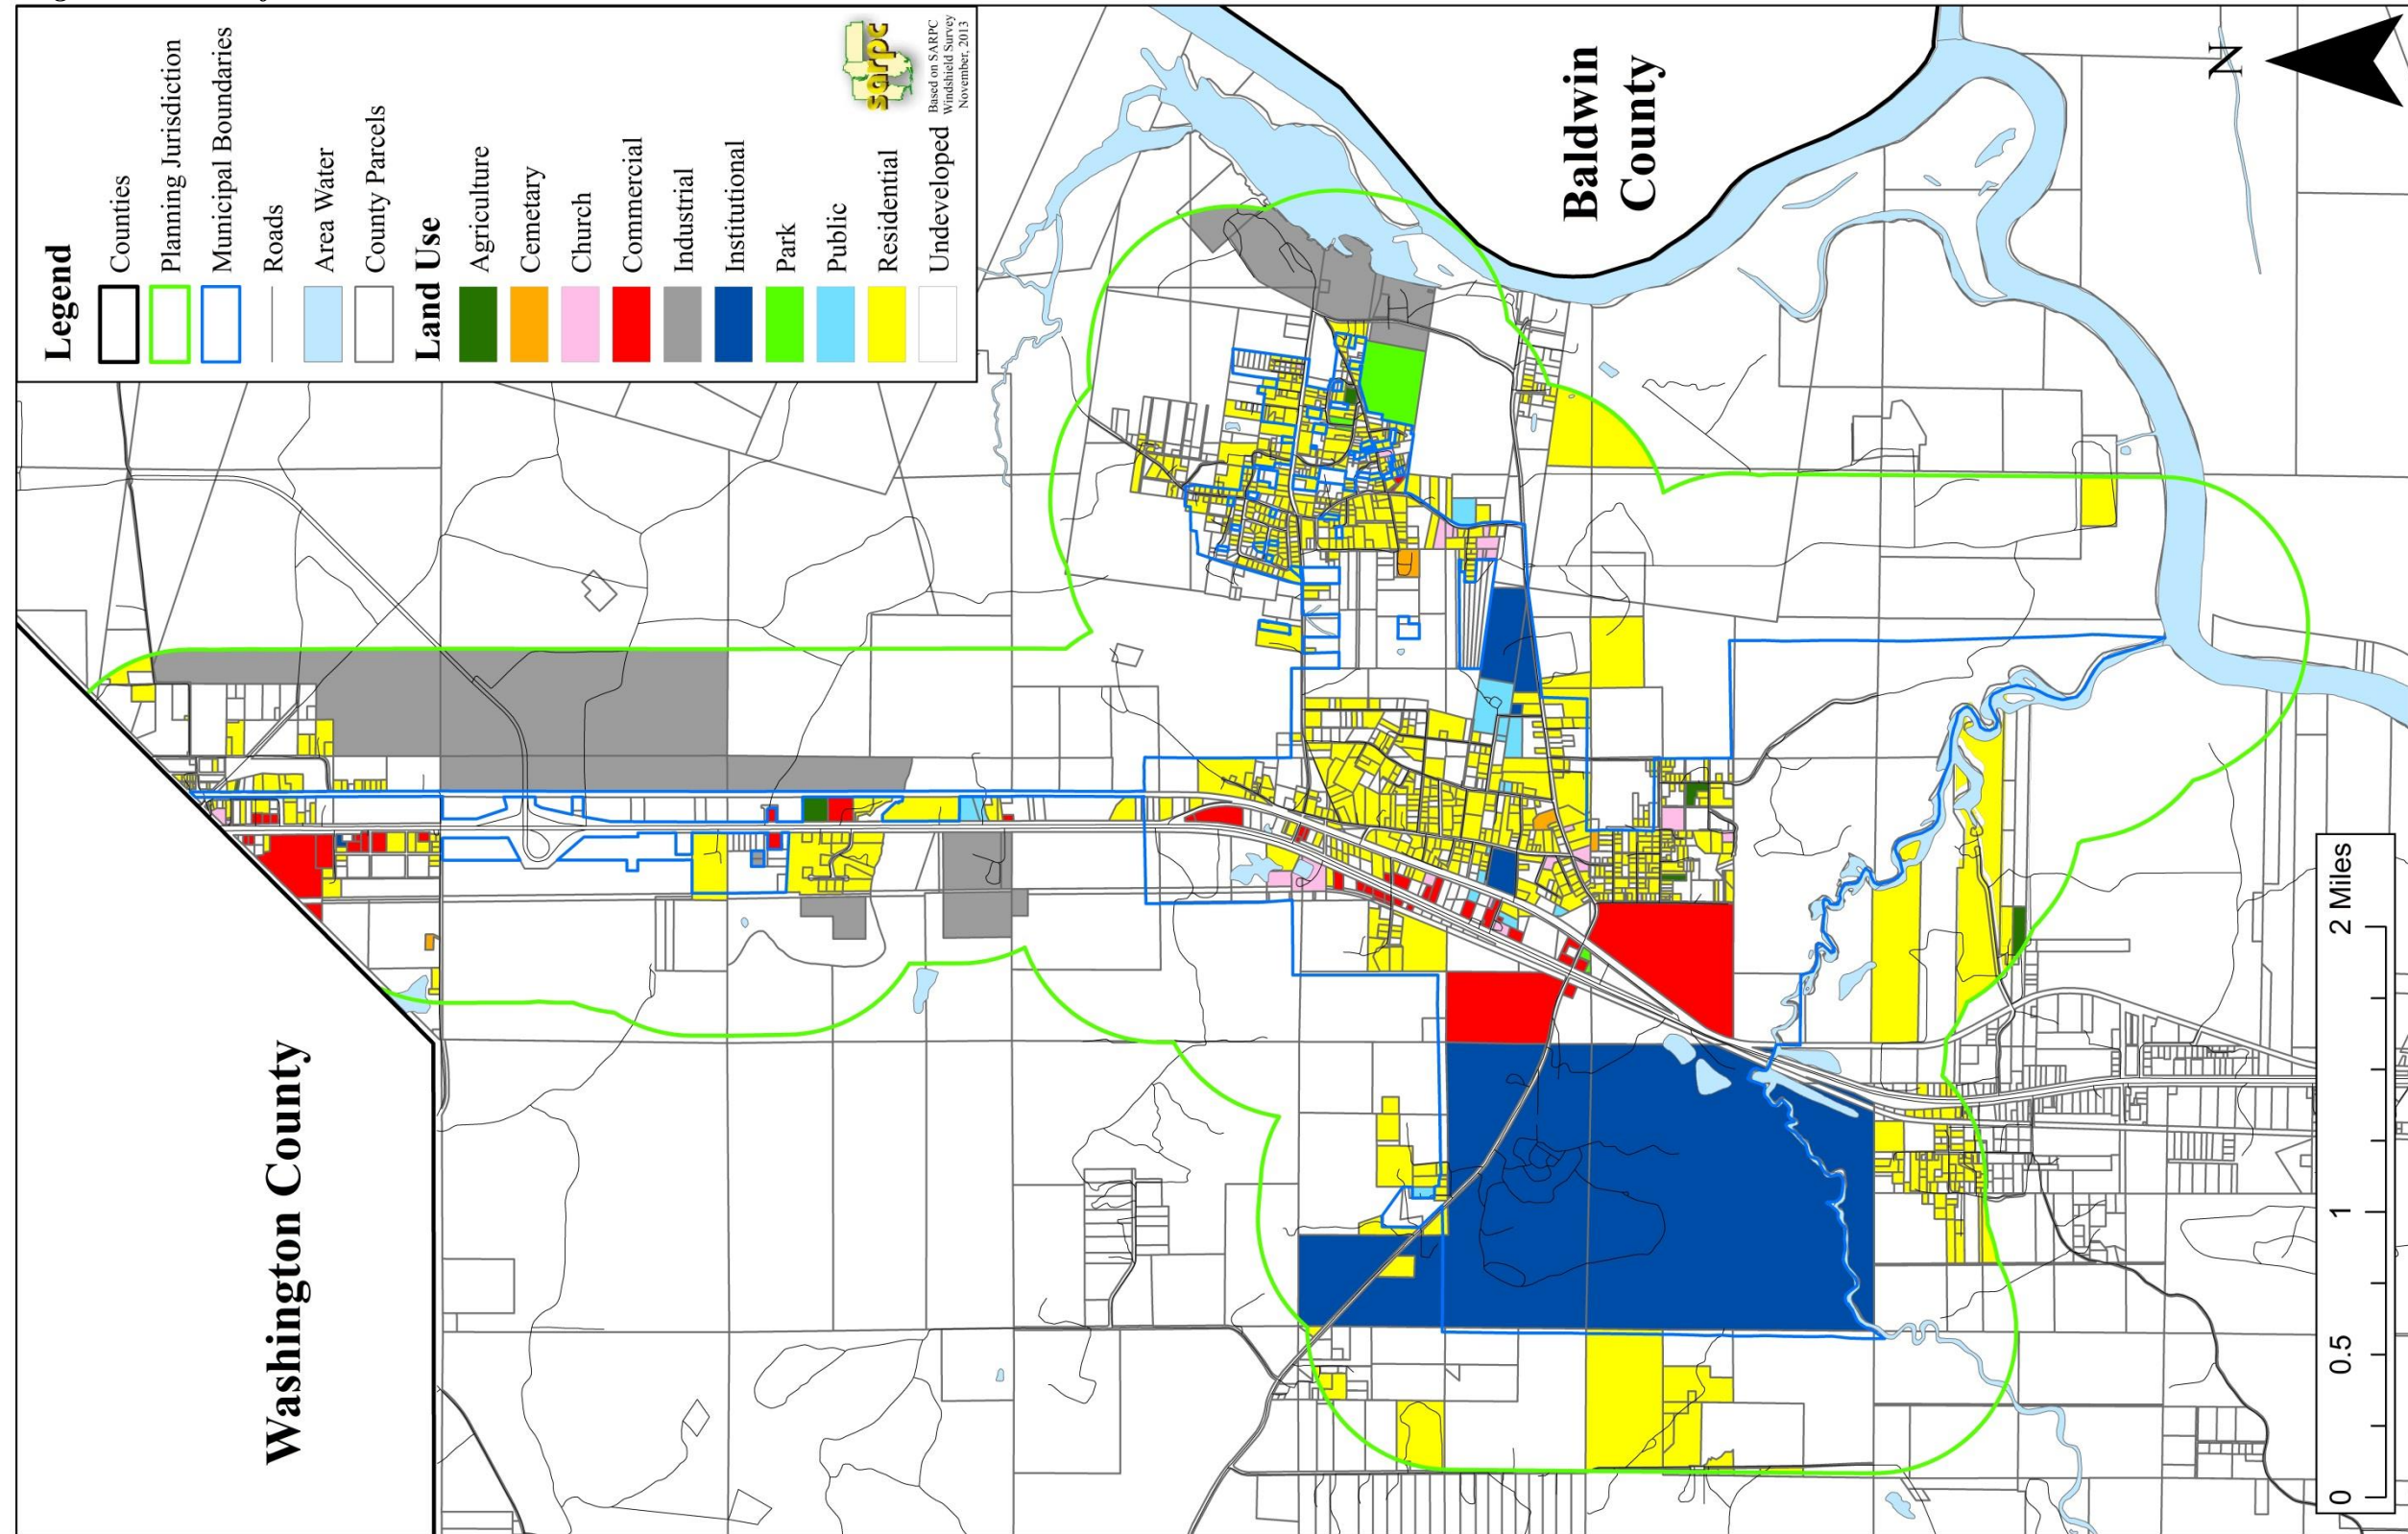 Legend
Counties
Planning Jurisdiction
Municipal Boundaries
Roads
Area Water
County Parcels
Land Use
Agriculture
Cemetary
Church
Commercial
Industrial
Institutional
Park
Public
Residential
Undeveloped
sarpc
Based on SARPC
Windshield Survey
November, 2013
Washington County
Baldwin
County
N
0 0.5 1 2 Miles